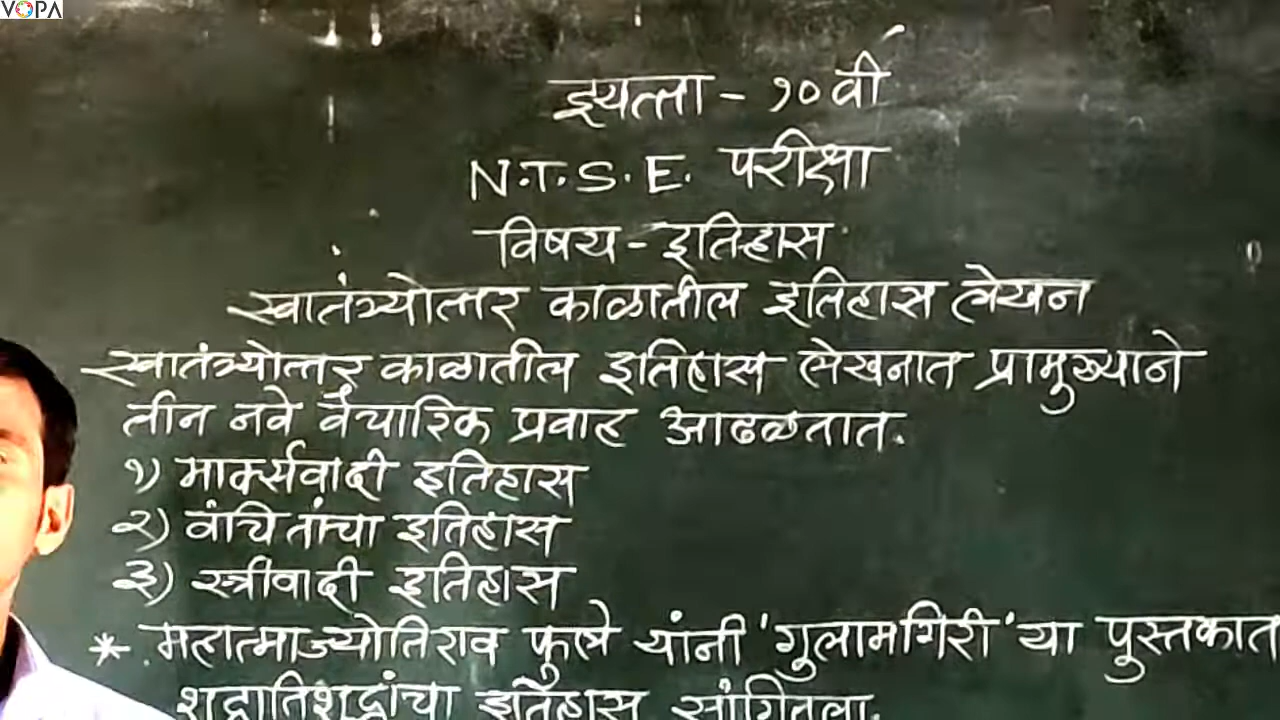 VOPA
इयत्ता - १० वी
N.T.S.E. परीक्षा
विषय - इतिहास
स्वातंत्र्योत्तर काळातील इतिहास लेखन
स्वातंत्र्योत्तर काळातील इतिहास लेखनात प्रामुख्याने
तीन नवे वैचारिक प्रवाह आढळतात.
१) मार्क्सवादी इतिहास
२) वंचितांचा इतिहास
३) स्त्रीवादी इतिहास
*. महात्मा ज्योतिराव फुले यांनी 'गुलामगिरी' या पुस्तकात
शूद्रातिशूद्रांचा इतिहास सांगितला.